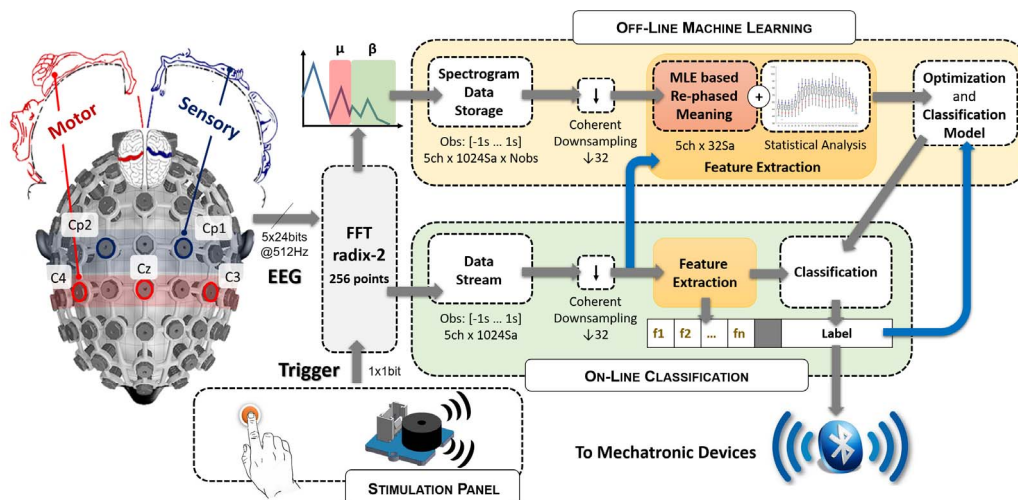 OFF-LINE MACHINE LEARNING
μ β
Motor
Sensory
Spectrogram
Data
Storage
Obs: [-1s ... 1s]
5ch x 1024Sa x Nobs
↓
Coherent
Downsampling
↓32
MLE based
Re-phased
Meaning
+
5ch x 32Sa
Statistical Analysis
Feature Extraction
Optimization
and
Classification
Model
Cp2
Cp1
C4
Cz
C3
5x24bits
@512Hz
EEG
FFT
radix-2
256 points
Data
Stream
Obs: [-1s ... 1s]
5ch x 1024Sa
↓
Coherent
Downsampling
↓32
Feature
Extraction
Classification
f1 f2 ... fn Label
ON-LINE CLASSIFICATION
Trigger
1x1bit
STIMULATION PANEL
To Mechatronic Devices